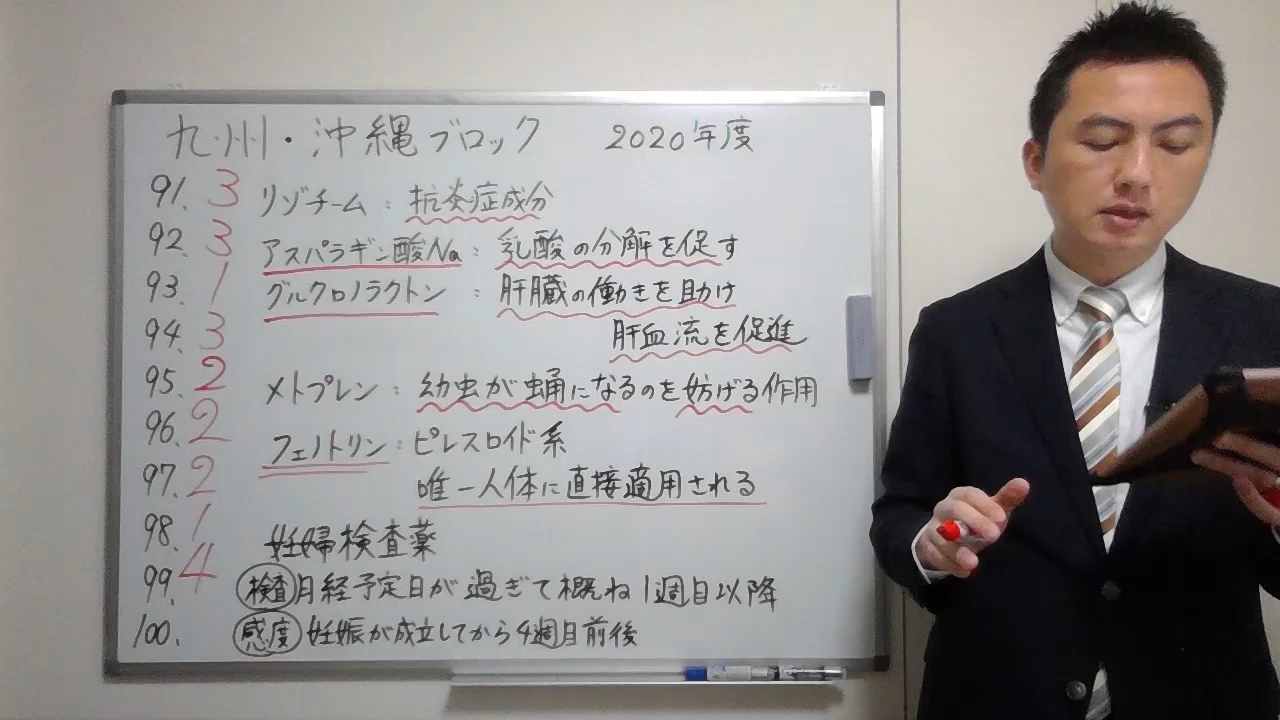 九州・沖縄ブロック 2020年度
91. 3 リゾチーム : 抗炎症成分
92. 3 アスパラギン酸Na : 乳酸の分解を促す
93. 1 グルクロノラクトン : 肝臓の働きを助け
94. 3 肝血流を促進
95. 2 メトプレン : 幼虫が蛹になるのを妨げる作用
96. 2 フェノトリン : ピレスロイド系
97. 2 唯一人体に直接適用される
98. 1 妊婦検査薬
99. 4 検査 月経予定日が過ぎて概ね1週目以降
100. 感度 妊娠が成立してから4週目前後